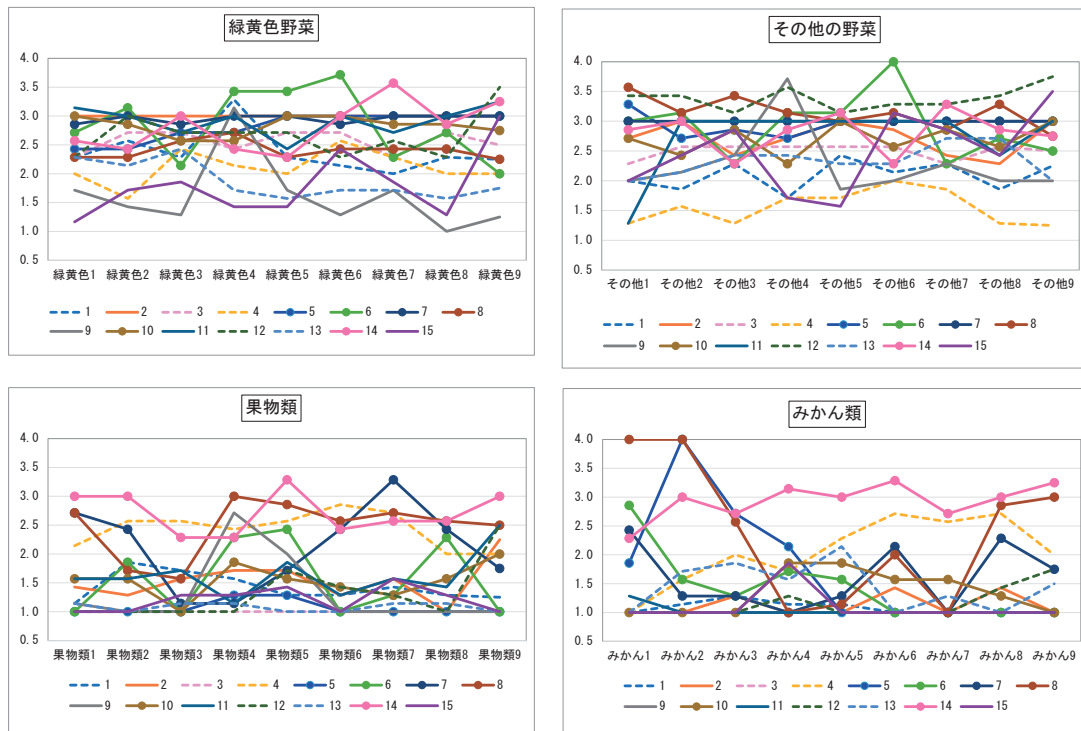 緑黄色野菜
4.0
3.5
3.0
2.5
2.0
1.5
1.0
0.5
緑黄色1 緑黄色2 緑黄色3 緑黄色4 緑黄色5 緑黄色6 緑黄色7 緑黄色8 緑黄色9
1 2 3 4 5 6 7 8
9 10 11 12 13 14 15
その他の野菜
4.0
3.5
3.0
2.5
2.0
1.5
1.0
0.5
その他1 その他2 その他3 その他4 その他5 その他6 その他7 その他8 その他9
1 2 3 4 5 6 7 8
9 10 11 12 13 14 15
果物類
4.0
3.5
3.0
2.5
2.0
1.5
1.0
0.5
果物類1 果物類2 果物類3 果物類4 果物類5 果物類6 果物類7 果物類8 果物類9
1 2 3 4 5 6 7 8
9 10 11 12 13 14 15
みかん類
4.0
3.5
3.0
2.5
2.0
1.5
1.0
0.5
みかん1 みかん2 みかん3 みかん4 みかん5 みかん6 みかん7 みかん8 みかん9
1 2 3 4 5 6 7 8
9 10 11 12 13 14 15